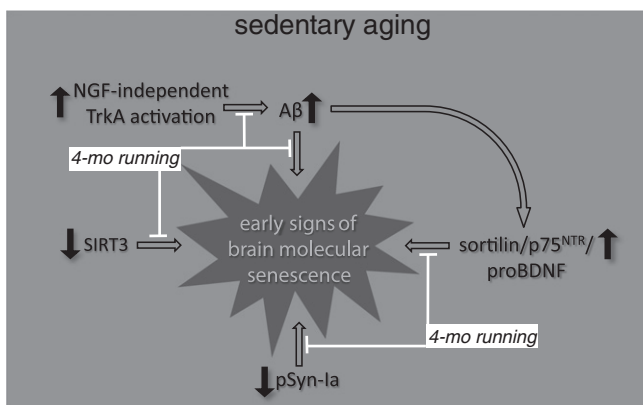 sedentary aging
NGF-independent
TrkA activation
Aβ
4-mo running
SIRT3
early signs of
brain molecular
senescence
sortilin/p75NTR/
proBDNF
4-mo running
pSyn-Ia